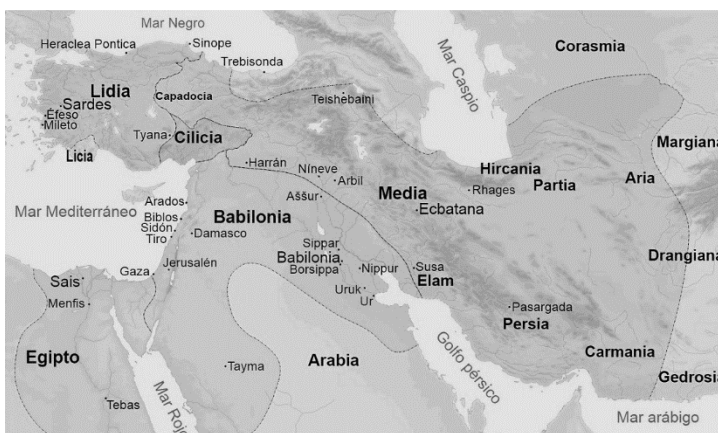 Mar Negro
Heraclea Pontica
Sinope
Trebisonda
Mar Caspio
Corasmia
Lidia
Sardes
Éfeso
Mileto
Capadocia
Teishebaini
Tyana
Cilicia
Licia
Margiana
Harrán
Níneve
Arbil
Hircania
Rhages
Partia
Aria
Aššur
Media
Ecbatana
Mar Mediterráneo
Arados
Biblos
Sidón
Tiro
Babilonia
Damasco
Sippar
Babilonia
Borsippa
Nippur
Susa
Elam
Drangiana
Jerusalén
Gaza
Sais
Menfis
Uruk
Ur
Pasargada
Persia
Egipto
Tayma
Arabia
Golfo pérsico
Carmania
Gedrosia
Tebas
Mar Rojo
Mar arábigo